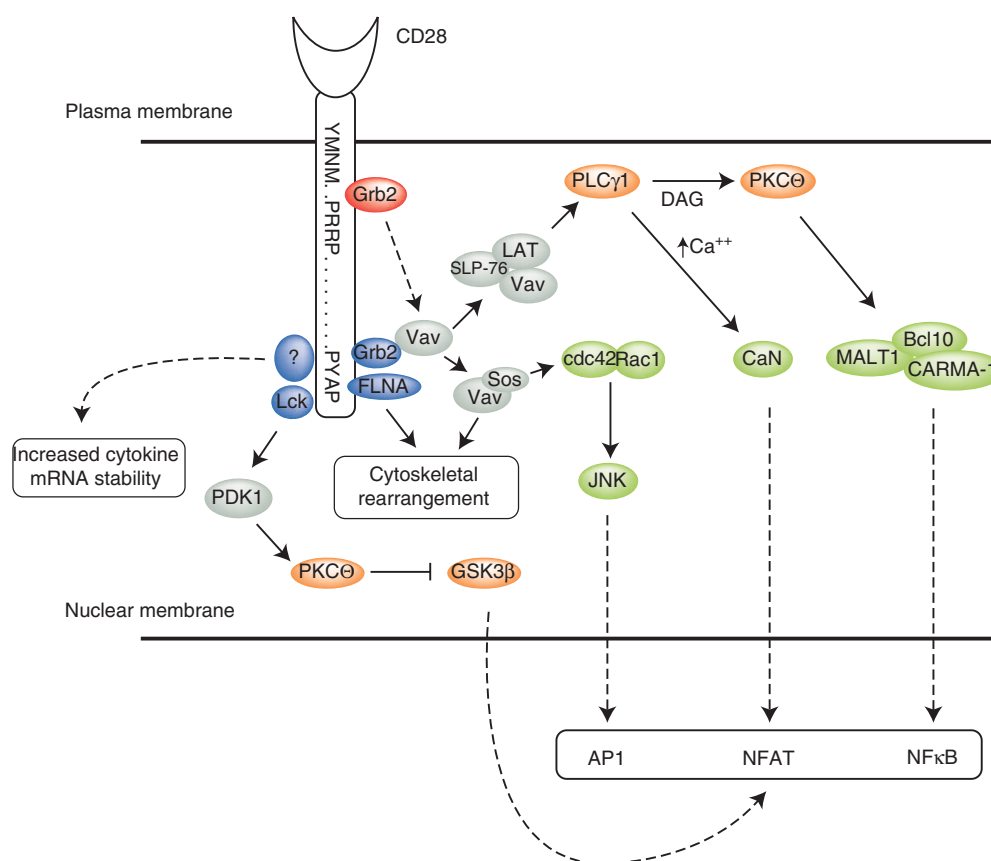 CD28
Plasma membrane
YMNM. .PRRP . . . . . . . .PYAP
Grb2
PLCγ1
DAG
PKCΘ
↑Ca++
LAT
SLP-76
Vav
Vav
Grb2
FLNA
?
Lck
Sos
Vav
cdc42
Rac1
CaN
Bcl10
MALT1
CARMA-1
Increased cytokine
mRNA stability
Cytoskeletal
rearrangement
PDK1
JNK
PKCΘ
GSK3β
Nuclear membrane
AP1
NFAT
NFκB